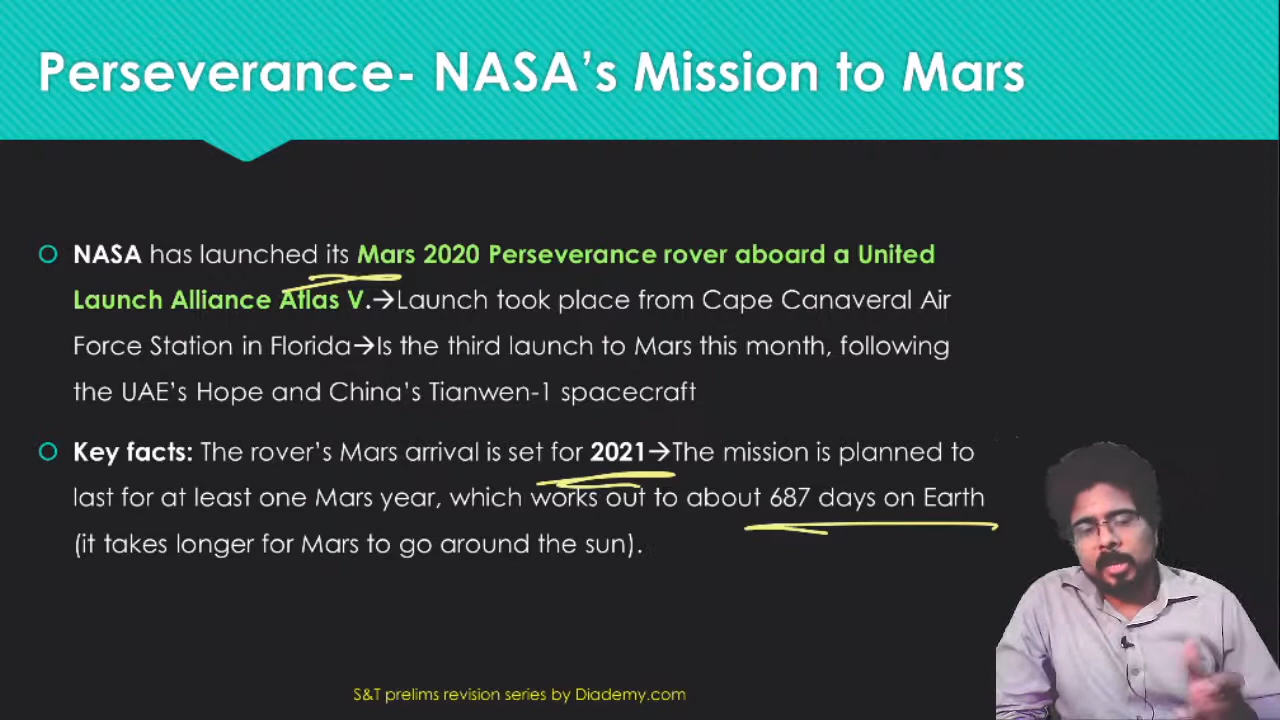 Perseverance- NASA's Mission to Mars
NASA has launched its Mars 2020 Perseverance rover aboard a United
Launch Alliance Atlas V.→Launch took place from Cape Canaveral Air
Force Station in Florida→Is the third launch to Mars this month, following
the UAE's Hope and China's Tianwen-1 spacecraft
Key facts: The rover's Mars arrival is set for 2021→The mission is planned to
last for at least one Mars year, which works out to about 687 days on Earth
(it takes longer for Mars to go around the sun).
S&T prelims revision series by Diademy.com